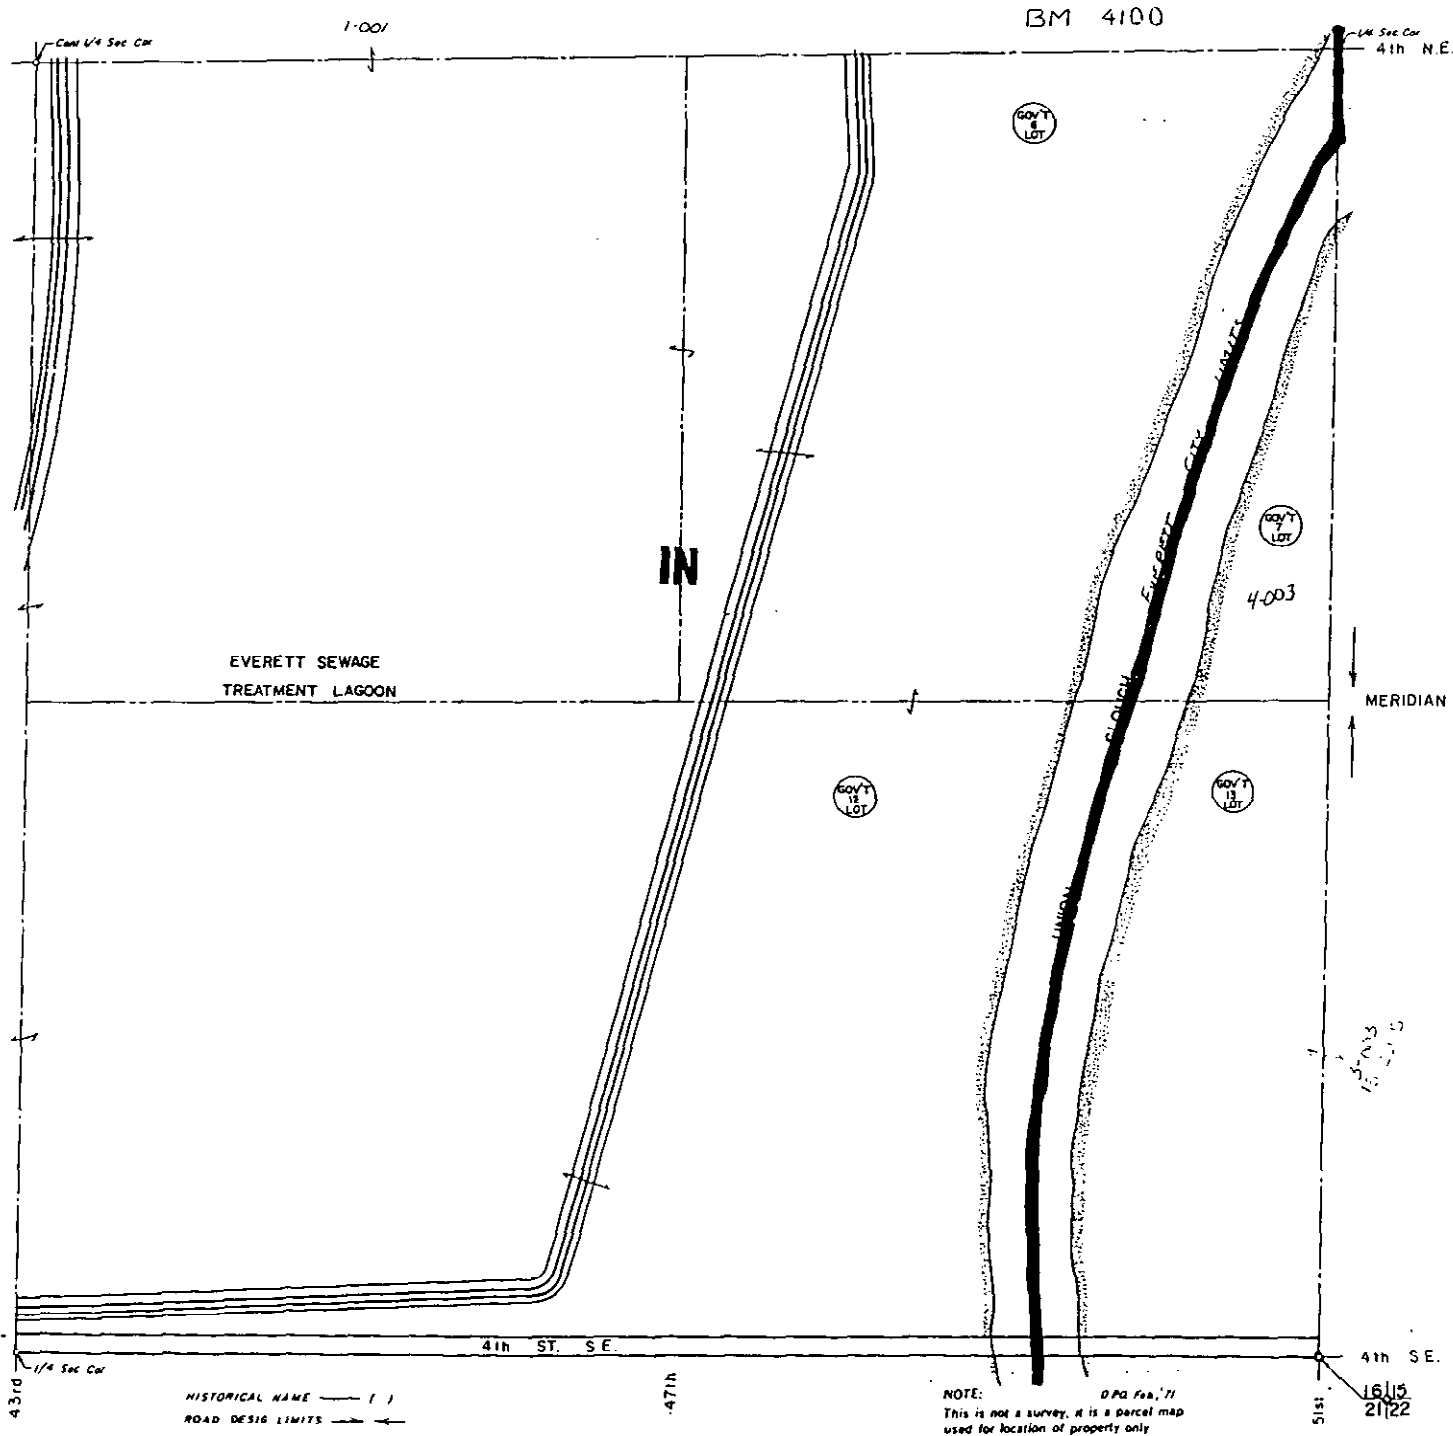 1-001
BM 4100
Cent 1/4 Sec Cor
1/4 Sec Cor
4th N.E.
GOV'T
6
LOT
EVERETT CITY LIMITS
IN
GOV'T
7
LOT
4-003
EVERETT SEWAGE
TREATMENT LAGOON
MERIDIAN
UNION SLOUGH
GOV'T
12
LOT
GOV'T
13
LOT
4th ST. S.E.
4th S.E.
1/4 Sec Cor
43rd
47th
51st
16|15
21|22
HISTORICAL NAME ( )
ROAD DESIG LIMITS
NOTE:
This is not a survey, it is a parcel map
used for location of property only